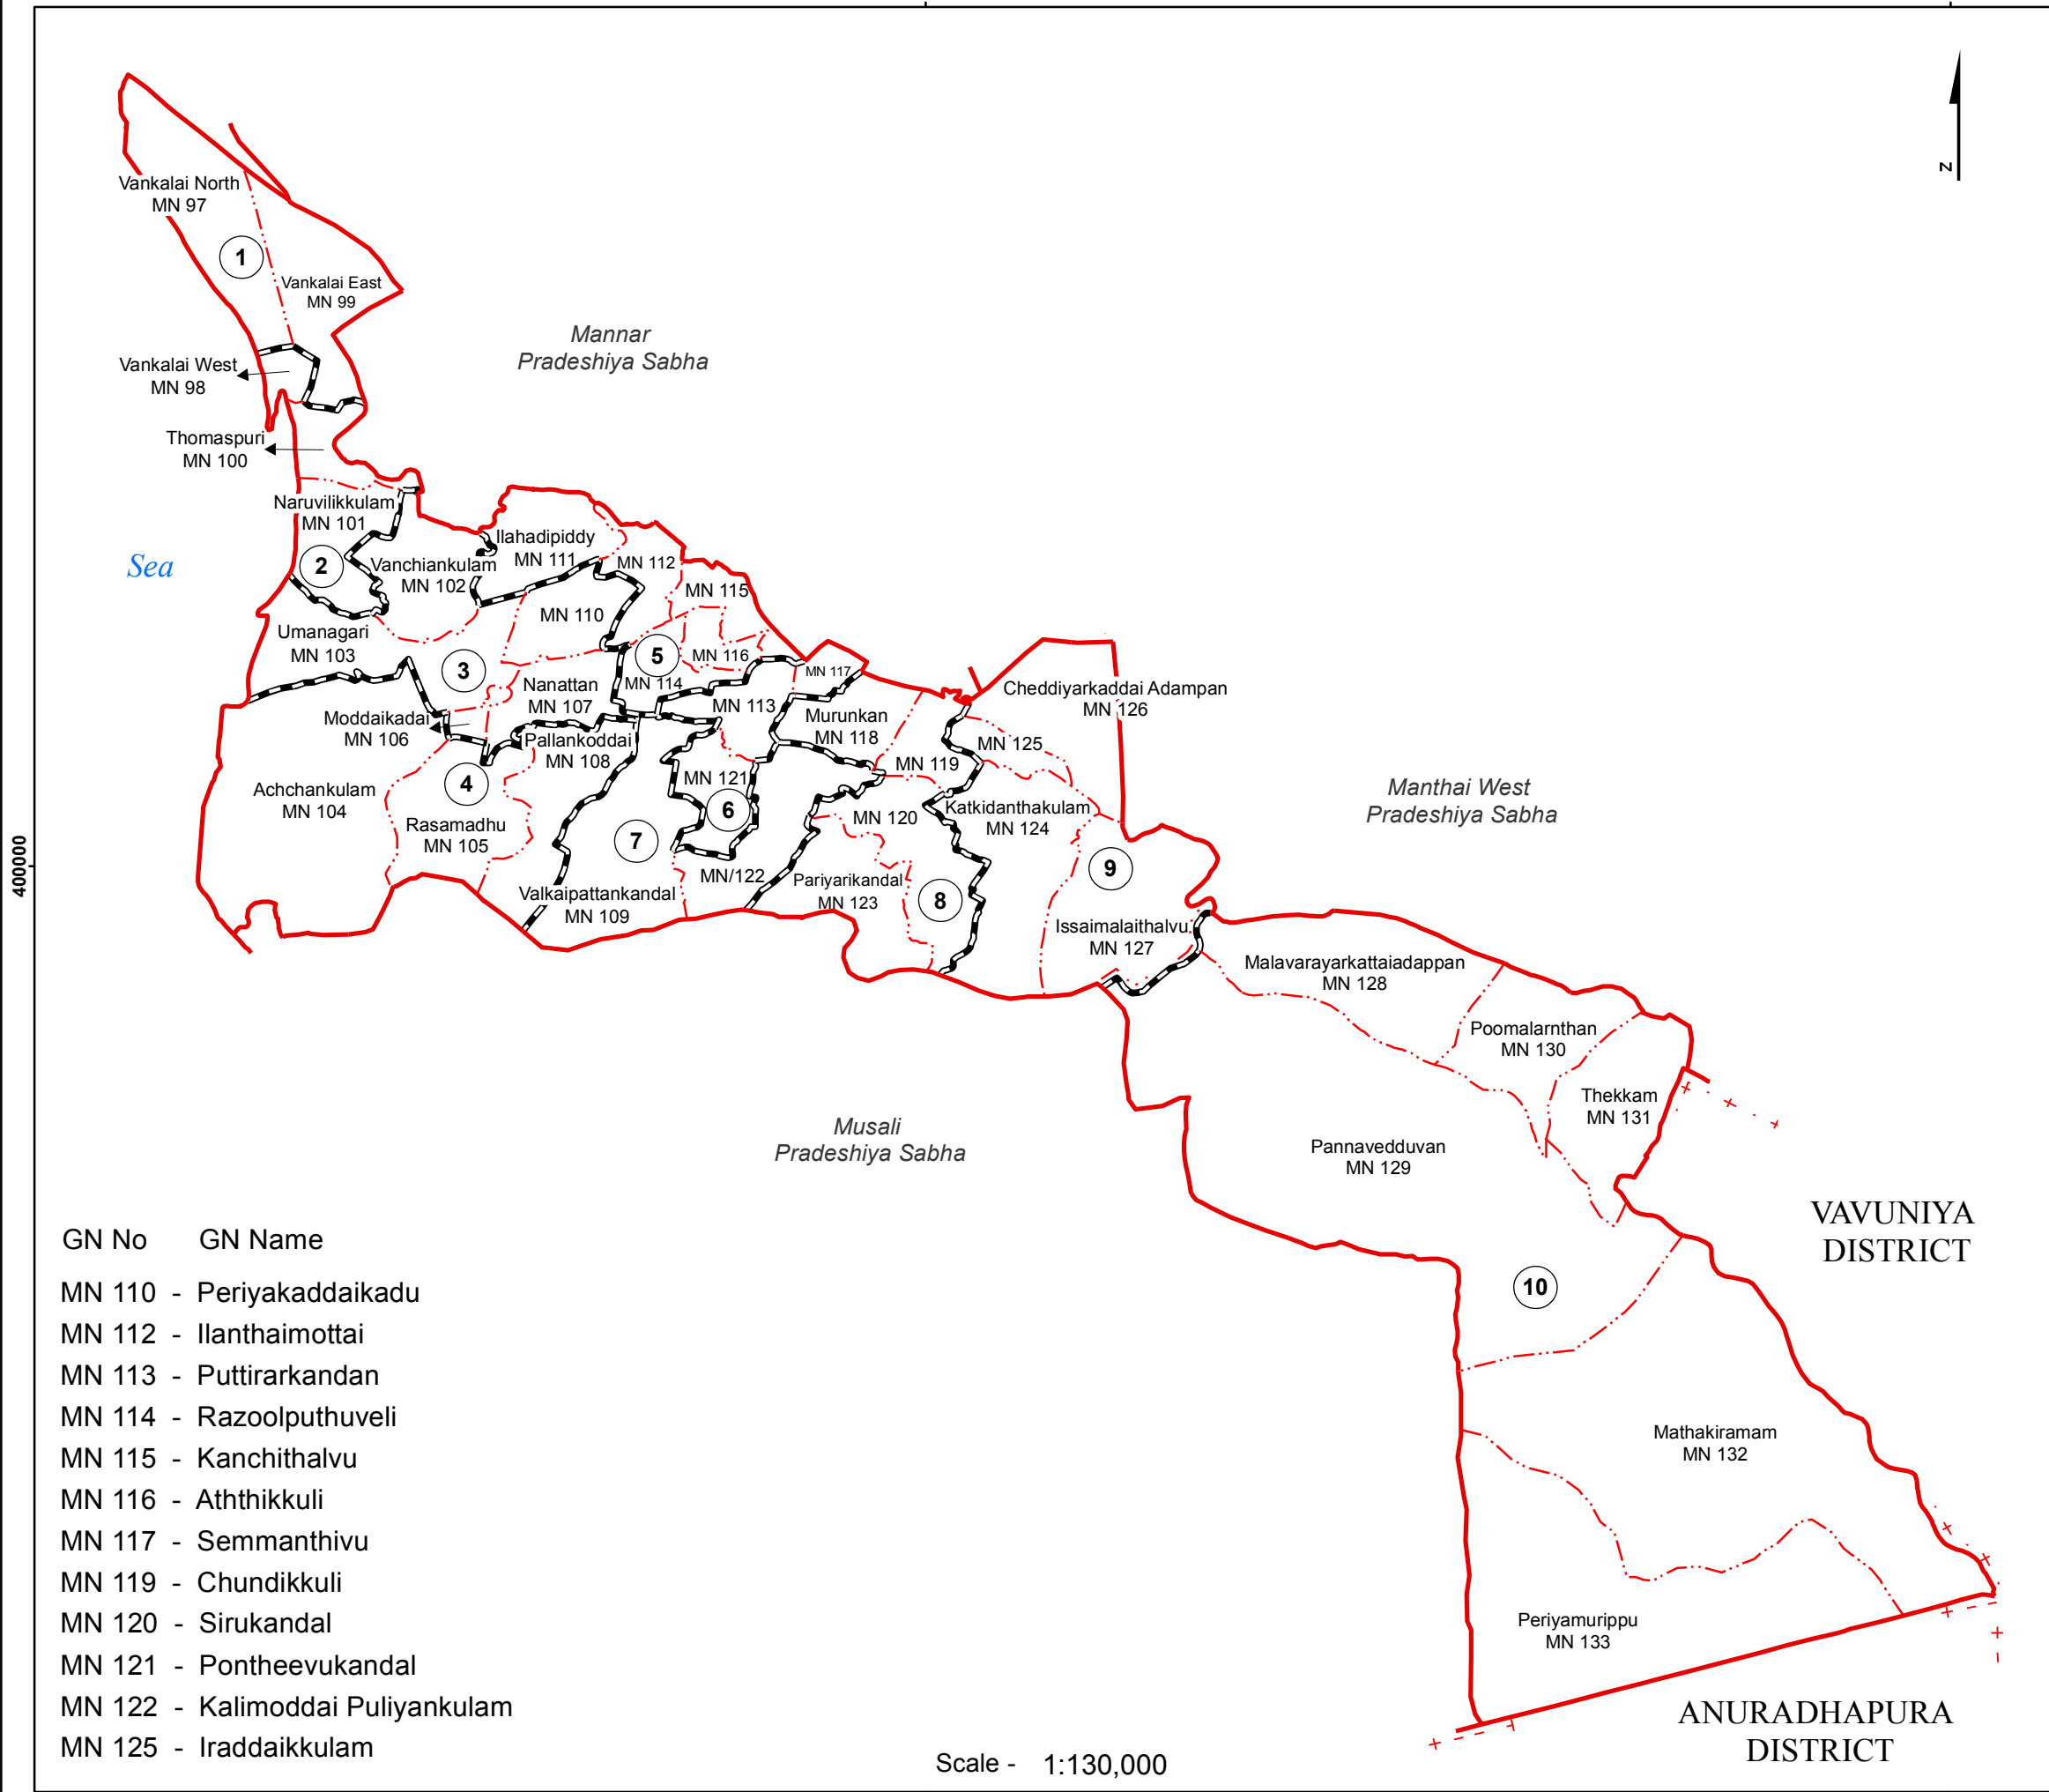 Vankalai North
MN 97
1
Vankalai East
MN 99
Mannar
Pradeshiya Sabha
Vankalai West
MN 98
Thomaspuri
MN 100
Naruvilikkulam
MN 101
Sea
2
Vanchiankulam
MN 102
Ilahadipiddy
MN 111
MN 112
MN 115
MN 110
Umanagari
MN 103
3
5
MN 116
MN 117
MN 114
Nanattan
MN 107
MN 113
Moddaikadai
MN 106
Pallankoddai
MN 108
Murunkan
MN 118
Cheddiyarkaddai Adampan
MN 126
MN 125
MN 119
4
Achchankulam
MN 104
Rasamadhu
MN 105
MN 121
6
7
MN 120
Katkidanthakulam
MN 124
Manthai West
Pradeshiya Sabha
9
Valkaipattankandal
MN 109
MN/122
Pariyarikandal
MN 123
8
Issaimalaithalvu
MN 127
Malavarayarkattaiadappan
MN 128
Poomalarnthan
MN 130
Thekkam
MN 131
Musali
Pradeshiya Sabha
Pannavedduvan
MN 129
VAVUNIYA
DISTRICT
10
Mathakiramam
MN 132
Periyamurippu
MN 133
ANURADHAPURA
DISTRICT
N
400000
GN No GN Name
MN 110 - Periyakaddaikadu
MN 112 - Ilanthaimottai
MN 113 - Puttirarkandan
MN 114 - Razoolputhuveli
MN 115 - Kanchithalvu
MN 116 - Aththikkuli
MN 117 - Semmanthivu
MN 119 - Chundikkuli
MN 120 - Sirukandal
MN 121 - Pontheevukandal
MN 122 - Kalimoddai Puliyankulam
MN 125 - Iraddaikkulam
Scale - 1:130,000